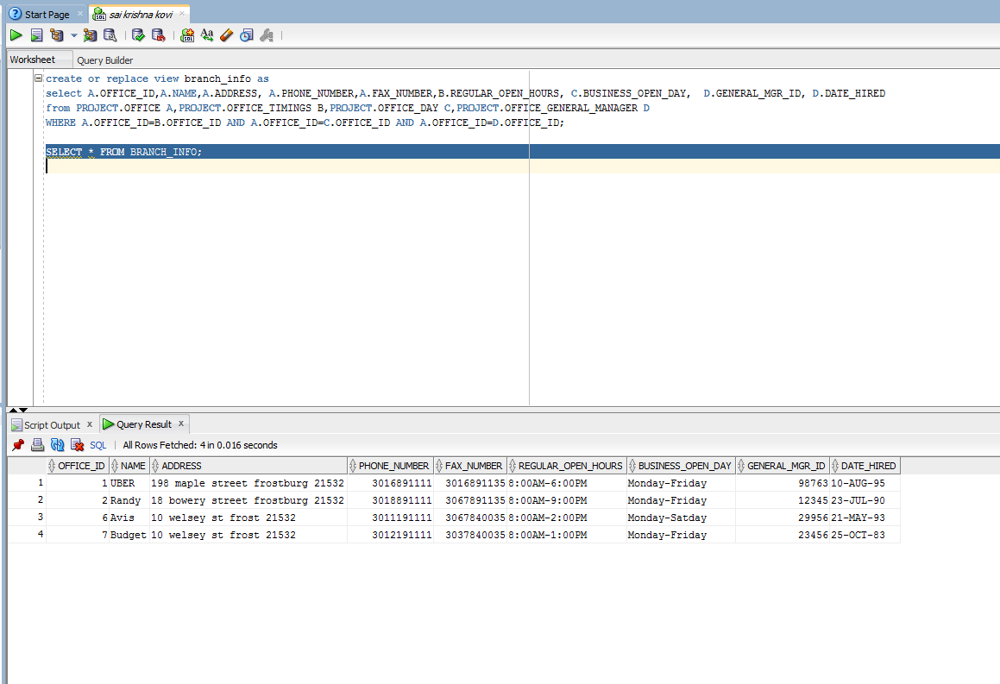 Start Page
sai krishna kovi
Worksheet Query Builder
create or replace view branch_info as
select A.OFFICE_ID,A.NAME,A.ADDRESS, A.PHONE_NUMBER,A.FAX_NUMBER,B.REGULAR_OPEN_HOURS, C.BUSINESS_OPEN_DAY, D.GENERAL_MGR_ID, D.DATE_HIRED
from PROJECT.OFFICE A,PROJECT.OFFICE_TIMINGS B,PROJECT.OFFICE_DAY C,PROJECT.OFFICE_GENERAL_MANAGER D
WHERE A.OFFICE_ID=B.OFFICE_ID AND A.OFFICE_ID=C.OFFICE_ID AND A.OFFICE_ID=D.OFFICE_ID;
SELECT * FROM BRANCH_INFO;
Script Output x Query Result x
SQL | All Rows Fetched: 4 in 0.016 seconds
OFFICE_ID NAME ADDRESS PHONE_NUMBER FAX_NUMBER REGULAR_OPEN_HOURS BUSINESS_OPEN_DAY GENERAL_MGR_ID DATE_HIRED
1 1 UBER 198 maple street frostburg 21532 3016891111 3016891135 8:00AM-6:00PM Monday-Friday 98763 10-AUG-95
2 2 Randy 18 bowery street frostburg 21532 3018891111 3067891135 8:00AM-9:00PM Monday-Friday 12345 23-JUL-90
3 6 Avis 10 welsey st frost 21532 3011191111 3067840035 8:00AM-2:00PM Monday-Satday 29956 21-MAY-93
4 7 Budget 10 welsey st frost 21532 3012191111 3037840035 8:00AM-1:00PM Monday-Friday 23456 25-OCT-83